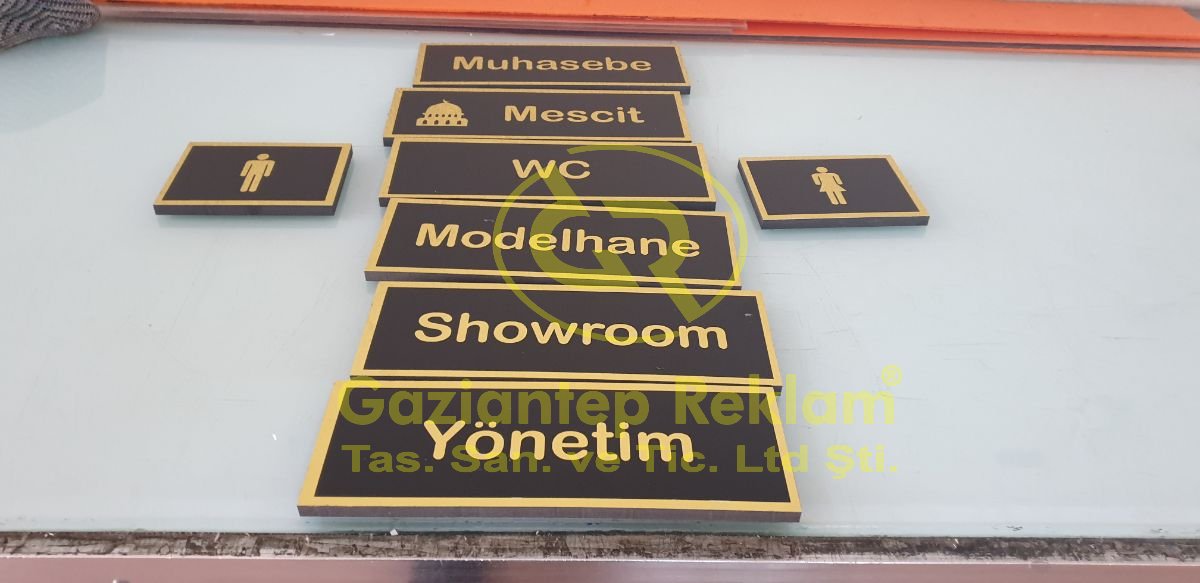 Muhasebe
Mescit
WC
Modelhane
Showroom
Gaziantep Reklam®
Yönetim
Tas. San. ve Tic. Ltd Şti.